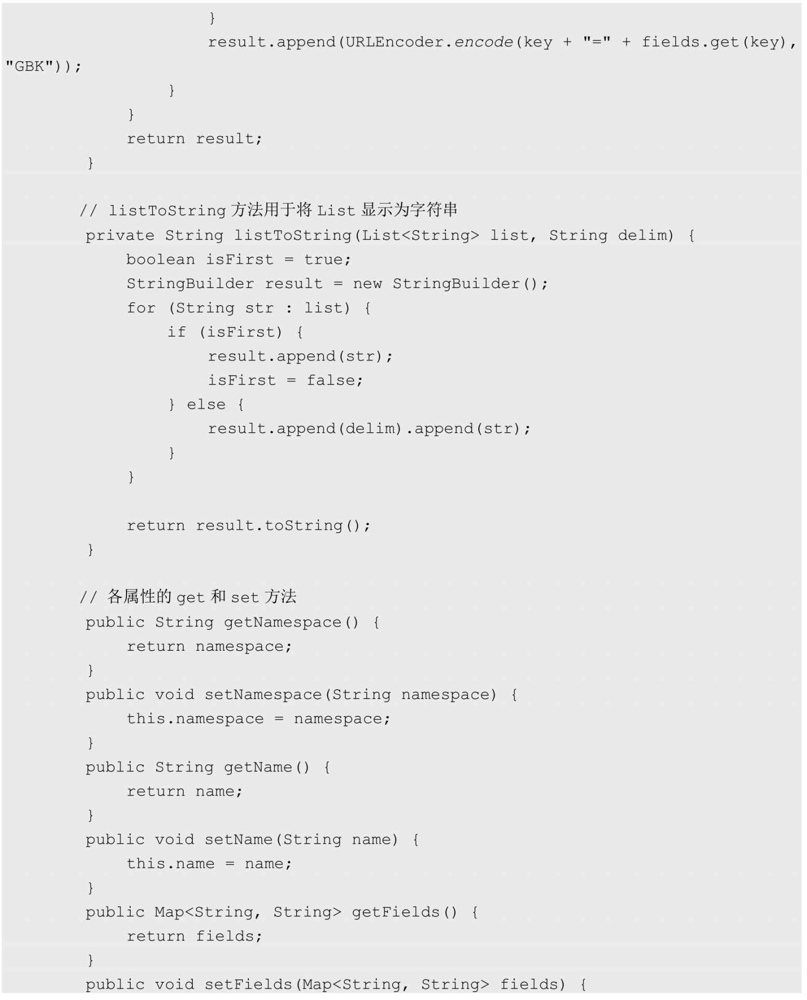 }
result.append(URLEncoder.encode(key + "=" + fields.get(key),
"GBK"));
}
}
return result;
}
// listToString 方法用于将 List 显示为字符串
private String listToString(List<String> list, String delim) {
boolean isFirst = true;
StringBuilder result = new StringBuilder();
for (String str : list) {
if (isFirst) {
result.append(str);
isFirst = false;
} else {
result.append(delim).append(str);
}
}
return result.toString();
}
// 各属性的 get 和 set 方法
public String getNamespace() {
return namespace;
}
public void setNamespace(String namespace) {
this.namespace = namespace;
}
public String getName() {
return name;
}
public void setName(String name) {
this.name = name;
}
public Map<String, String> getFields() {
return fields;
}
public void setFields(Map<String, String> fields) {